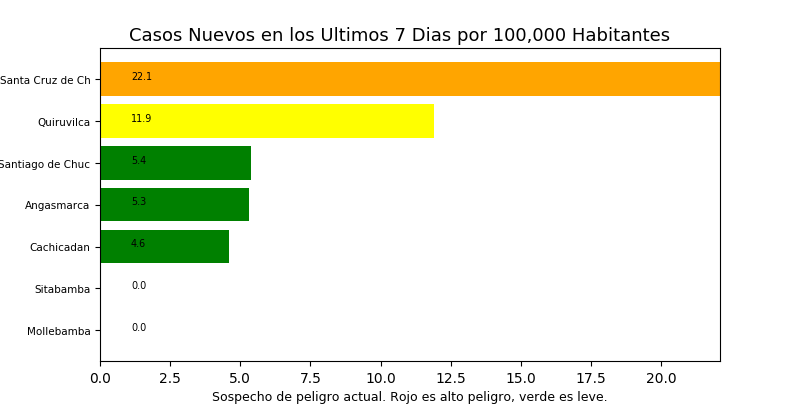 Casos Nuevos en los Ultimos 7 Dias por 100,000 Habitantes
Santa Cruz de Ch 22.1
Quiruvilca 11.9
Santiago de Chuc 5.4
Angasmarca 5.3
Cachicadan 4.6
Sitabamba 0.0
Mollebamba 0.0
0.0 2.5 5.0 7.5 10.0 12.5 15.0 17.5 20.0
Sospecho de peligro actual. Rojo es alto peligro, verde es leve.